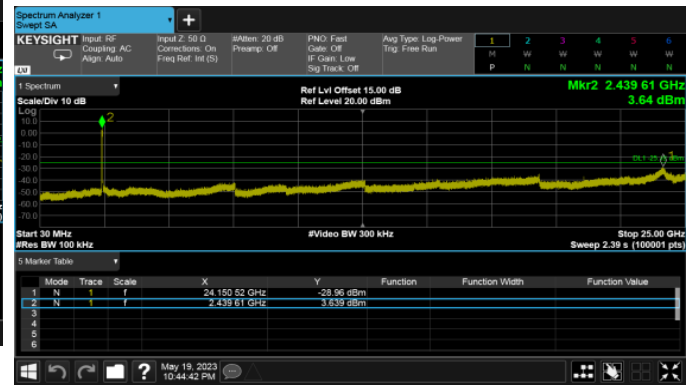 Spectrum Analyzer 1
Swept SA
+
KEYSIGHT
LXI
Input: RF
Coupling: AC
Align: Auto
Input Z: 50 Ω
Corrections: On
Freq Ref: Int (S)
#Atten: 20 dB
Preamp: Off
PNO: Fast
Gate: Off
IF Gain: Low
Sig Track: Off
Avg Type: Log-Power
Trig: Free Run
1 2 3 4 5 6
M W W W W W
P N N N N N
1 Spectrum
Scale/Div 10 dB
Ref Lvl Offset 15.00 dB
Ref Level 20.00 dBm
Mkr2 2.439 61 GHz
3.64 dBm
Log
10.0
0.00
-10.0
-20.0
-30.0
-40.0
-50.0
-60.0
-70.0
2
1
Start 30 MHz
#Res BW 100 kHz
#Video BW 300 kHz
Stop 25.00 GHz
Sweep 2.39 s (100001 pts)
5 Marker Table
Mode Trace Scale X Y Function Function Width Function Value
1 N 1 f 24.150 52 GHz -28.96 dBm
2 N 1 f 2.439 61 GHz 3.639 dBm
3
4
5
6
?
May 19, 2023
10:44:42 PM